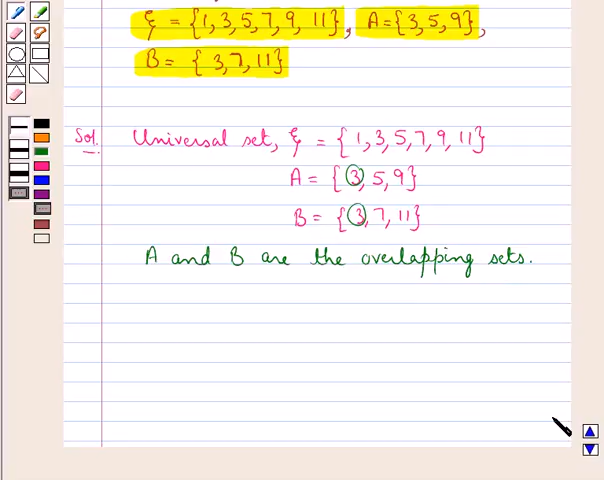 ξ = {1, 3, 5, 7, 9, 11}, A = {3, 5, 9},
B = { 3, 7, 11}
Sol. Universal set, ξ = {1, 3, 5, 7, 9, 11}
A = { 3, 5, 9}
B = { 3, 7, 11}
A and B are the overlapping sets.